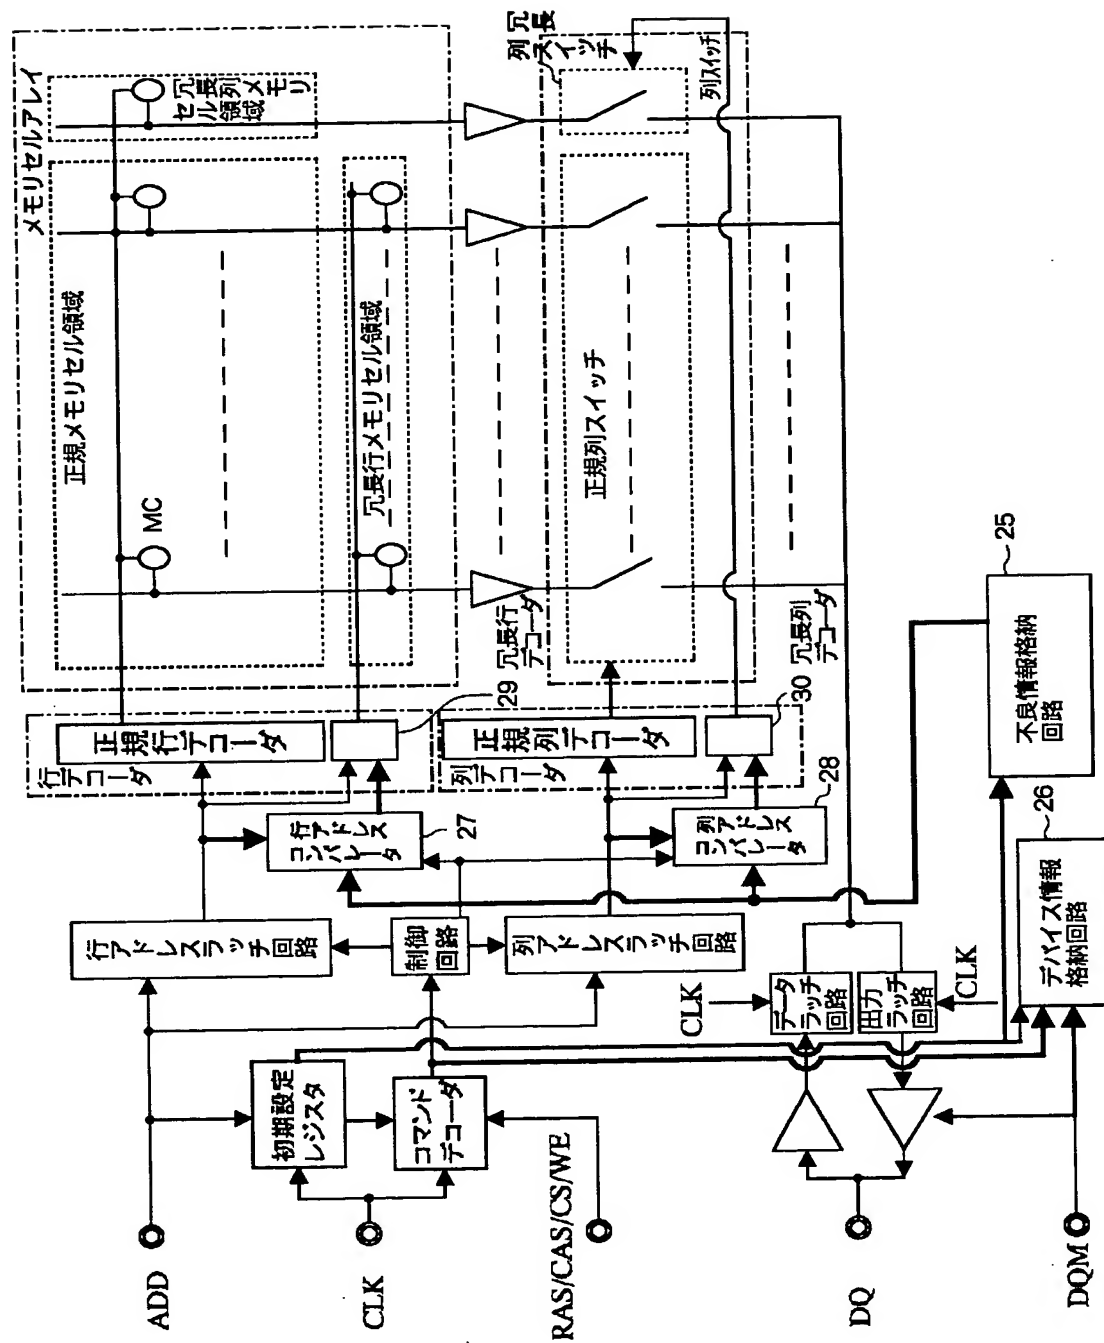 メモリセルアレイ
正規メモリセル領域
冗長列メモリ
セル領域
MC
冗長行メモリセル領域
行デコーダ
正規行デコーダ
29
冗長行
デコーダ
列デコーダ
正規列デコーダ
30
冗長列
デコーダ
正規列スイッチ
冗長
列スイッチ
列スイッチ
行アドレス
コンパレータ
27
列アドレス
コンパレータ
28
行アドレスラッチ回路
制御
回路
列アドレスラッチ回路
初期設定
レジスタ
コマンド
デコーダ
CLK
データ
ラッチ
回路
出力
ラッチ
回路
CLK
デバイス情報
格納回路
26
不良情報格納
回路
25
ADD
CLK
RAS/CAS/CS/WE
DQ
DQM